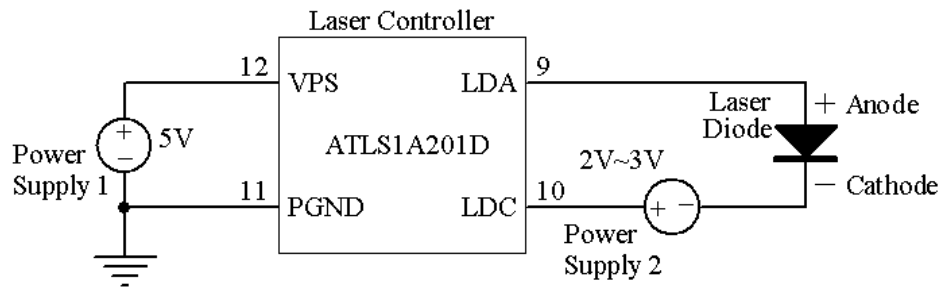 Laser Controller
12
VPS
LDA
9
Laser
Diode
+ Anode
+
−
5V
Power
Supply 1
ATLS1A201D
2V~3V
11
PGND
LDC
10
+ −
− Cathode
Power
Supply 2